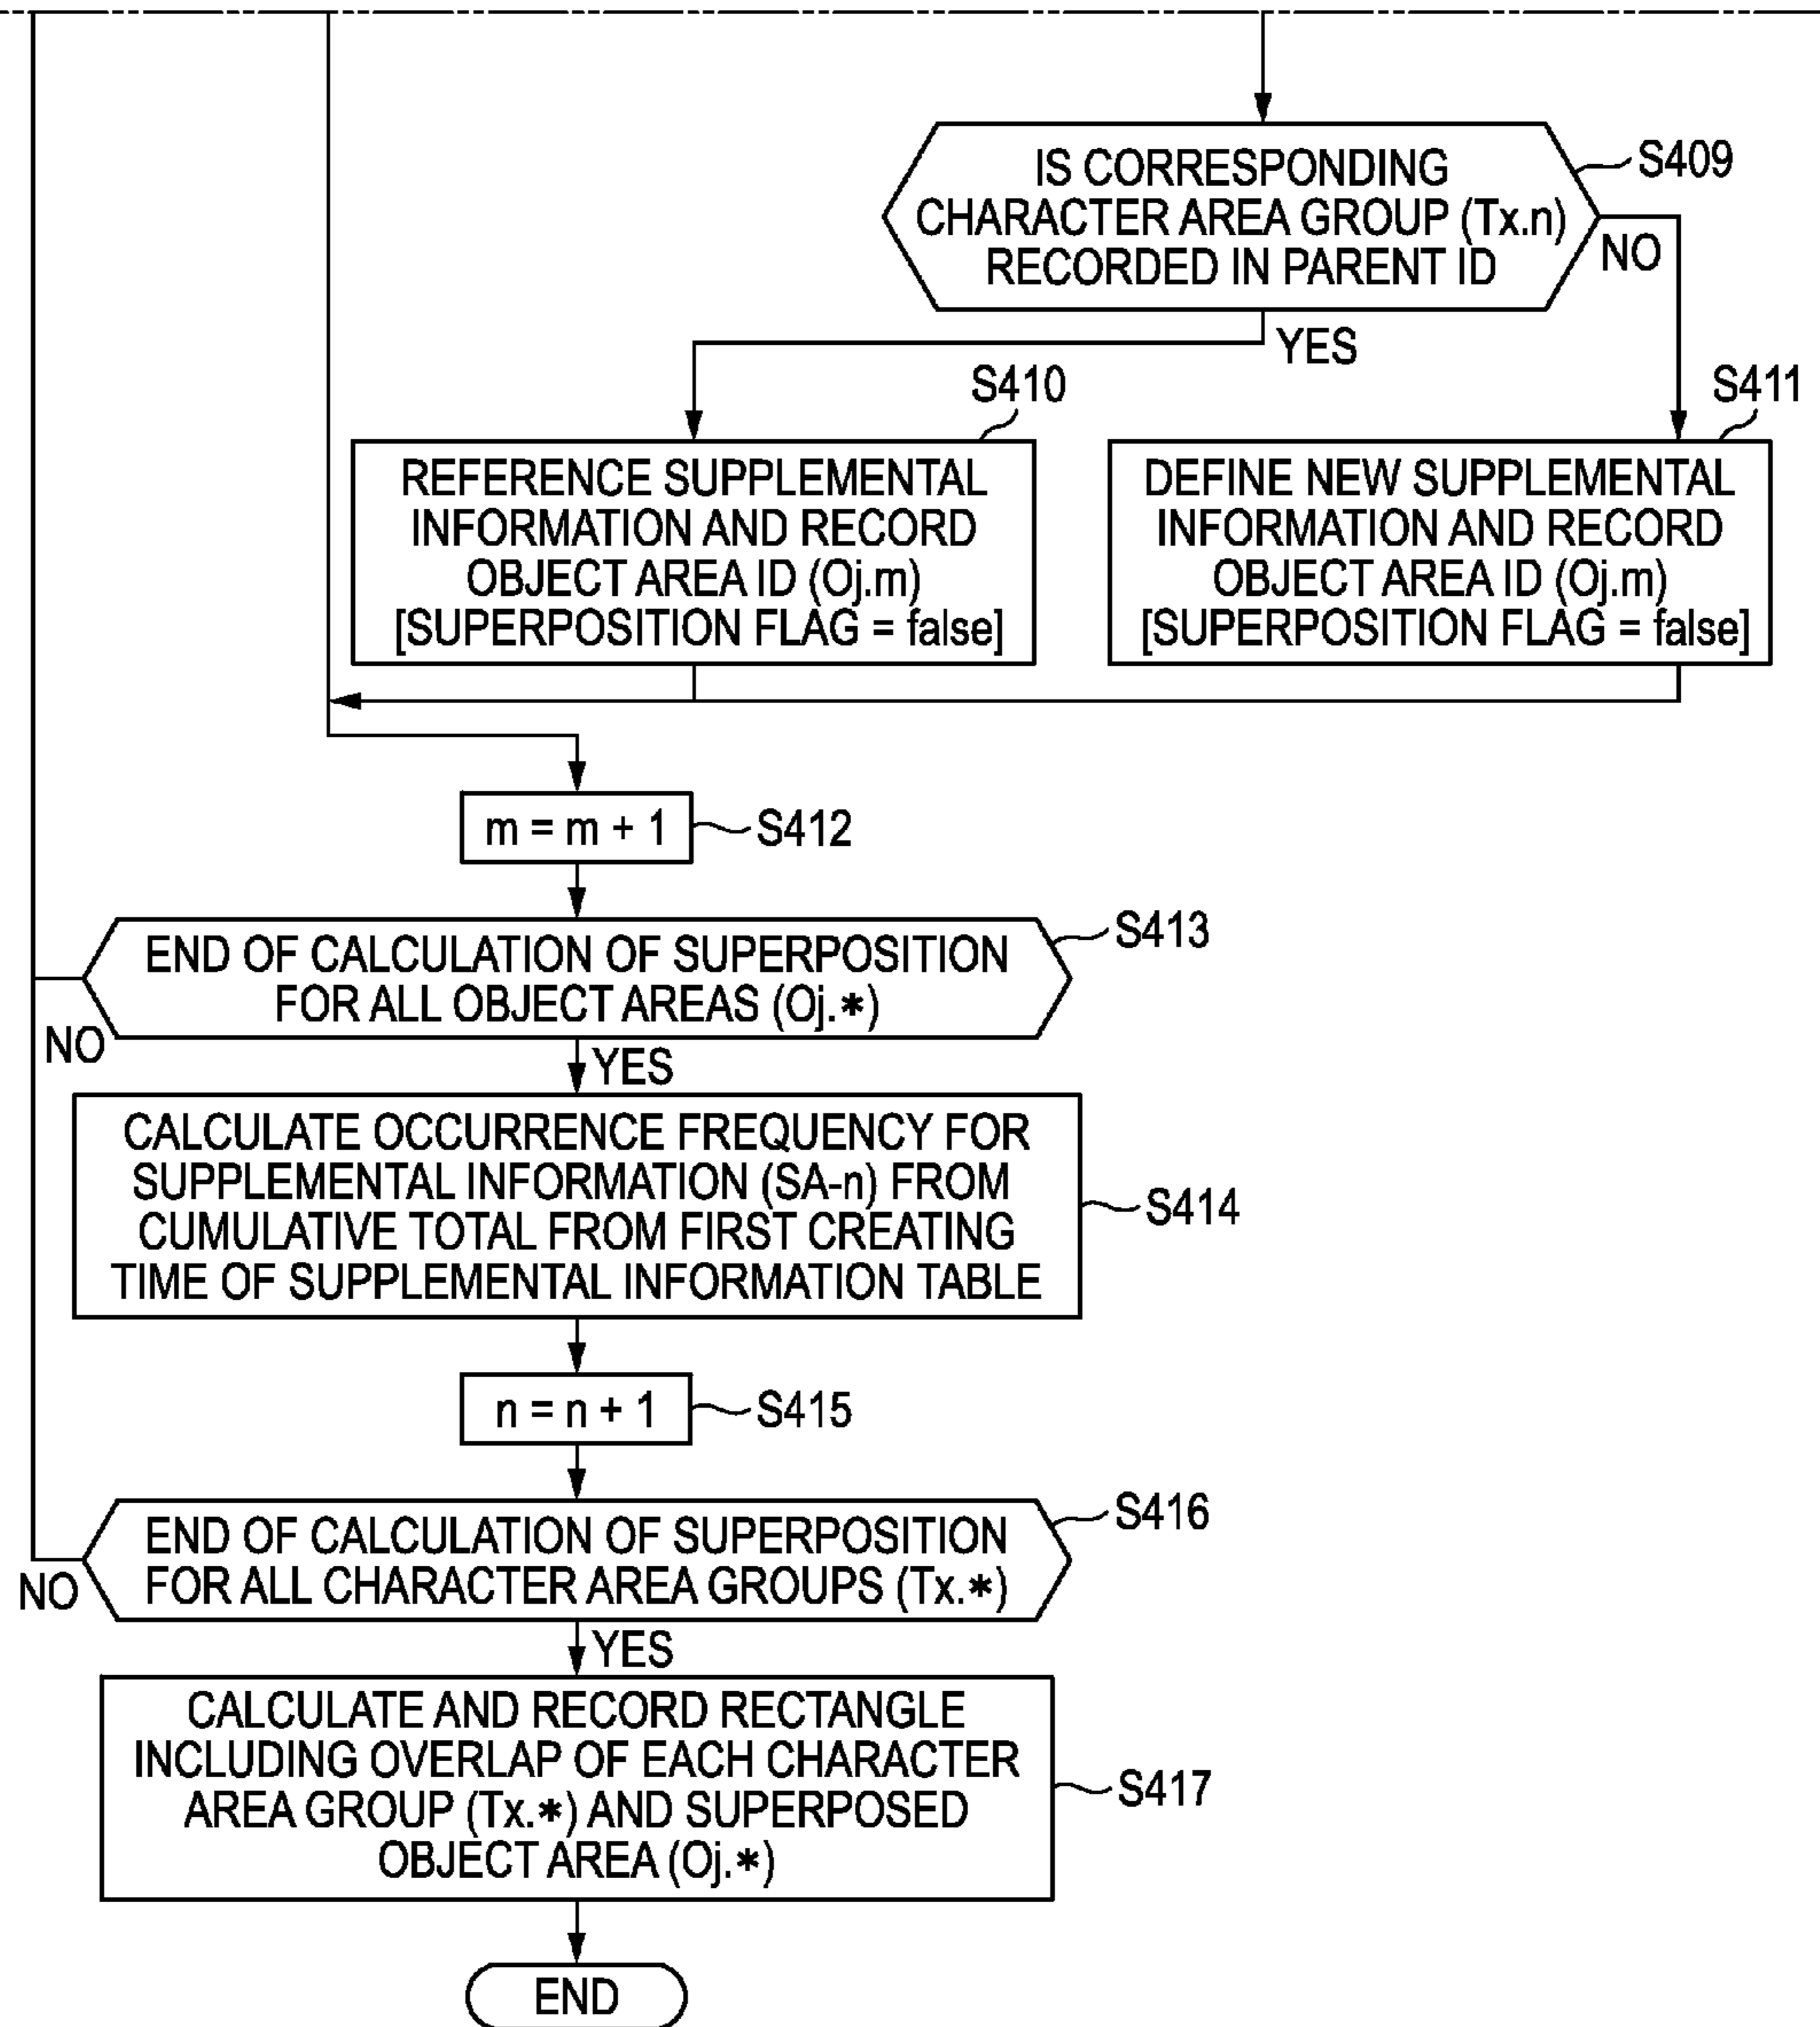 IS CORRESPONDING
CHARACTER AREA GROUP (Tx.n)
RECORDED IN PARENT ID
S409
NO
YES
S410
REFERENCE SUPPLEMENTAL
INFORMATION AND RECORD
OBJECT AREA ID (Oj.m)
[SUPERPOSITION FLAG = false]
S411
DEFINE NEW SUPPLEMENTAL
INFORMATION AND RECORD
OBJECT AREA ID (Oj.m)
[SUPERPOSITION FLAG = false]
m = m + 1
S412
END OF CALCULATION OF SUPERPOSITION
FOR ALL OBJECT AREAS (Oj.*)
S413
NO
YES
CALCULATE OCCURRENCE FREQUENCY FOR
SUPPLEMENTAL INFORMATION (SA-n) FROM
CUMULATIVE TOTAL FROM FIRST CREATING
TIME OF SUPPLEMENTAL INFORMATION TABLE
S414
n = n + 1
S415
END OF CALCULATION OF SUPERPOSITION
FOR ALL CHARACTER AREA GROUPS (Tx.*)
S416
NO
YES
CALCULATE AND RECORD RECTANGLE
INCLUDING OVERLAP OF EACH CHARACTER
AREA GROUP (Tx.*) AND SUPERPOSED
OBJECT AREA (Oj.*)
S417
END